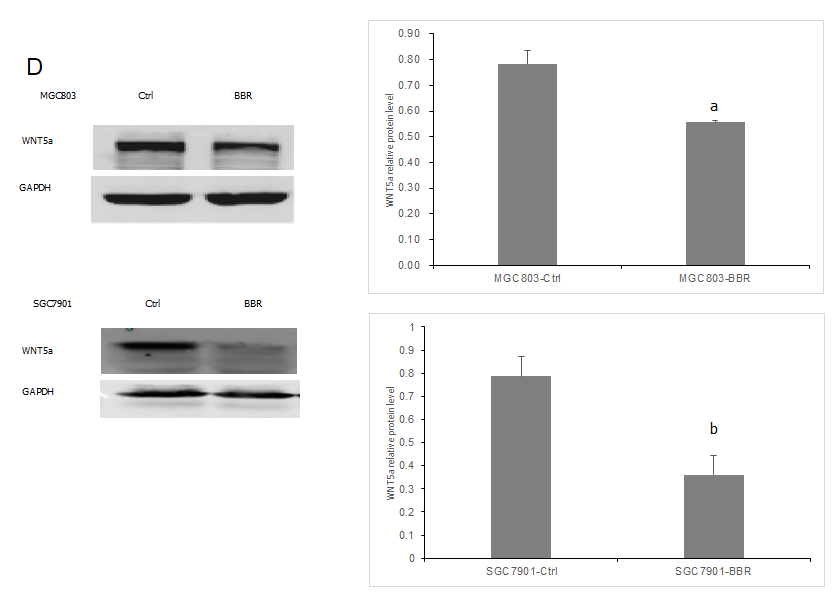 D
MGC803 Ctrl BBR
WNT5a
GAPDH
SGC7901 Ctrl BBR
WNT5a
GAPDH
WNT5a relative protein level
0.90
0.80
0.70
0.60
0.50
0.40
0.30
0.20
0.10
0.00
a
MGC803-Ctrl MGC803-BBR
WNT5a relative protein level
1
0.9
0.8
0.7
0.6
0.5
0.4
0.3
0.2
0.1
0
b
SGC7901-Ctrl SGC7901-BBR